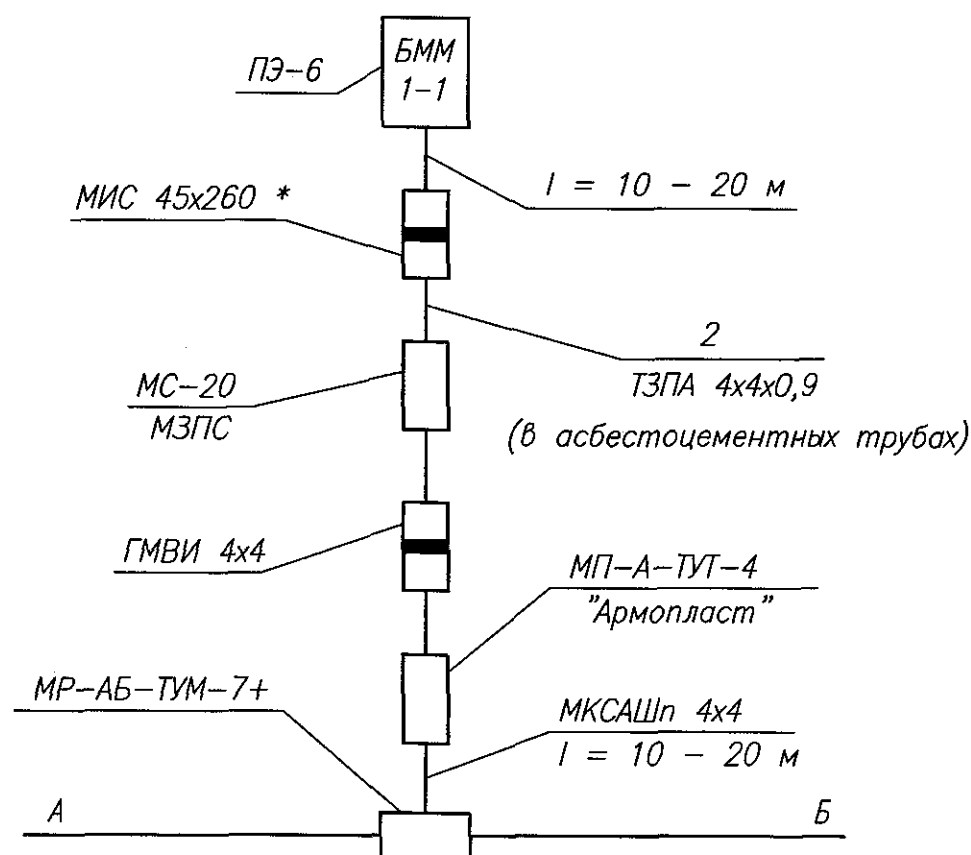 БММ
1-1
ПЭ-6
l = 10 - 20 м
МИС 45х260 *
2
ТЗПА 4х4х0,9
(в асбестоцементных трубах)
МС-20
МЗПС
ГМВИ 4х4
МП-А-ТУТ-4
"Армопласт"
МР-АБ-ТУМ-7+
МКСАШп 4х4
l = 10 - 20 м
А
Б